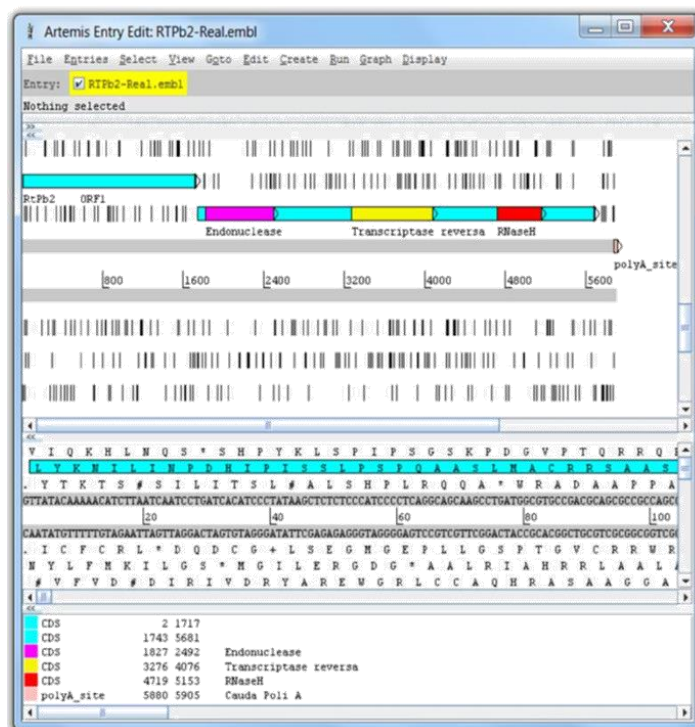 Artemis Entry Edit: RTPb2-Real.embl
File Entries Select View Goto Edit Create Run Graph Display
Entry: RTPb2-Real.embl
Nothing selected
RtPb2 ORF1
Endonuclease Transcriptase reversa RNaseH
polyA_site
800 1600 2400 3200 4000 4800 5600
V I Q K H L N Q S * S H P Y K L S P I P S G S K P D G V P T Q R R Q
L Y K N I L I N P D H I P I S S L P S P Q A A S L M A C R R S A A S
. Y T K T S # S I L I T S L # A L S H P L R Q Q A * W R A D A A P P A
GTTATACAAAAACATCTTAATCAATCCTGATCACATCCCTATAAGCTCTCTCCCATCCCCTCAGGCAGCAAGCCTGATGGCGTGCCGACGCAGCGCCGCCAGCC
20 40 60 80 100
CAATATGTTTTTGTAGAATTAGTTAGGACTAGTGTAGGGATATTCGAGAGAGGGTAGGGGAGTCCGTCGTTCGGACTACCGCACGGCTGCGTCGCGGCGGTCGG
. I C F C R L * D Q D C G + L S E G M G E P L L G S P T G V C R R W R
N Y L F M K I L G S * M G I L E R G D G * A A L R I A H R R L A A L A
# V F V D # D I R I V D R Y A R E W G R L C C A Q H R A S A A G G A
CDS 2 1717
CDS 1743 5681
CDS 1827 2492 Endonuclease
CDS 3276 4076 Transcriptase reversa
CDS 4719 5153 RNaseH
polyA_site 5880 5905 Cauda Poli A